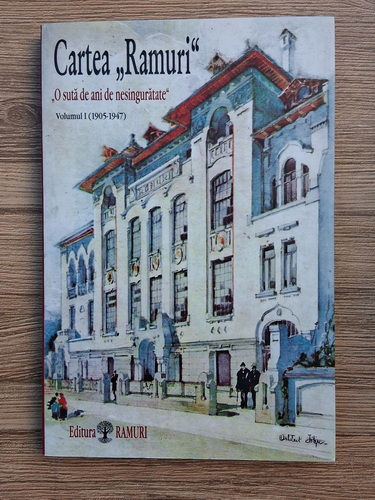 Cartea „Ramuri“
„O sută de ani de nesingurătate“
Volumul I (1905-1947)
Editura RAMURI